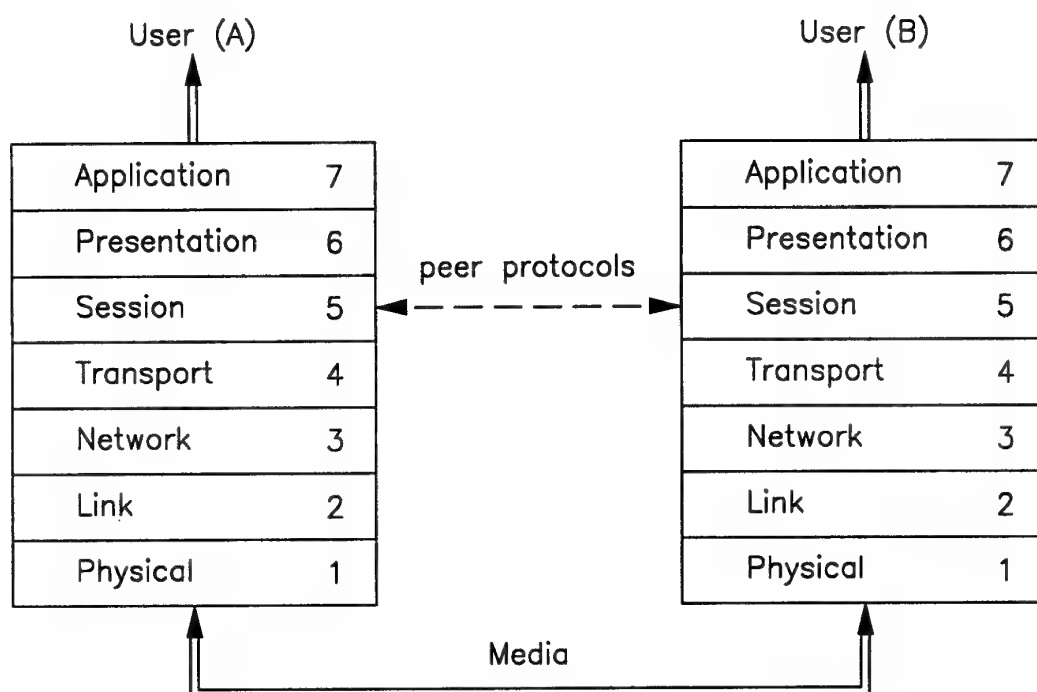 User (A)
User (B)
Application 7
Presentation 6
Session 5
Transport 4
Network 3
Link 2
Physical 1
peer protocols
Application 7
Presentation 6
Session 5
Transport 4
Network 3
Link 2
Physical 1
Media